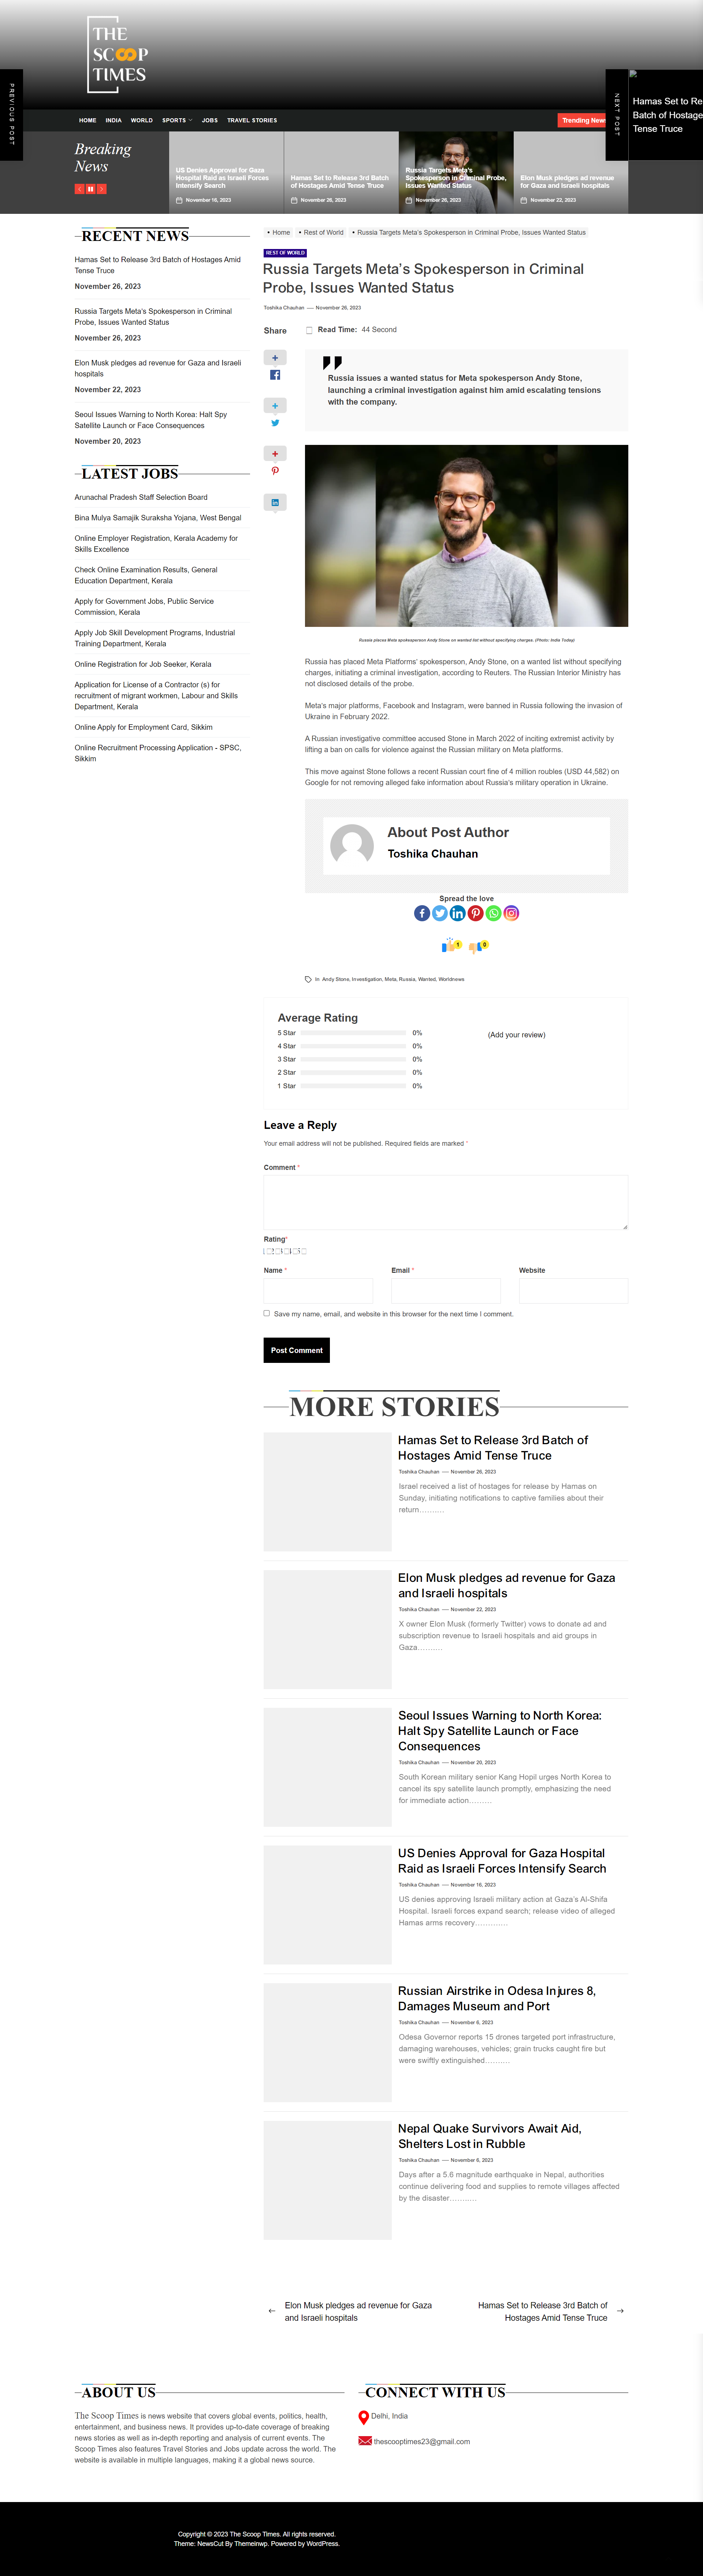 THE
SCOOP
TIMES
PREVIOUS POST
NEXT POST
Hamas Set to Re
Batch of Hostage
Tense Truce
HOME
INDIA
WORLD
SPORTS
JOBS
TRAVEL STORIES
Trending News
Breaking
News
US Denies Approval for Gaza
Hospital Raid as Israeli Forces
Intensify Search
November 16, 2023
Hamas Set to Release 3rd Batch
of Hostages Amid Tense Truce
November 26, 2023
Russia Targets Meta's
Spokesperson in Criminal Probe,
Issues Wanted Status
November 26, 2023
Elon Musk pledges ad revenue
for Gaza and Israeli hospitals
November 22, 2023
RECENT NEWS
Hamas Set to Release 3rd Batch of Hostages Amid
Tense Truce
November 26, 2023
Russia Targets Meta's Spokesperson in Criminal
Probe, Issues Wanted Status
November 26, 2023
Elon Musk pledges ad revenue for Gaza and Israeli
hospitals
November 22, 2023
Seoul Issues Warning to North Korea: Halt Spy
Satellite Launch or Face Consequences
November 20, 2023
LATEST JOBS
Arunachal Pradesh Staff Selection Board
Bina Mulya Samajik Suraksha Yojana, West Bengal
Online Employer Registration, Kerala Academy for
Skills Excellence
Check Online Examination Results, General
Education Department, Kerala
Apply for Government Jobs, Public Service
Commission, Kerala
Apply Job Skill Development Programs, Industrial
Training Department, Kerala
Online Registration for Job Seeker, Kerala
Application for License of a Contractor (s) for
recruitment of migrant workmen, Labour and Skills
Department, Kerala
Online Apply for Employment Card, Sikkim
Online Recruitment Processing Application - SPSC,
Sikkim
• Home • Rest of World • Russia Targets Meta's Spokesperson in Criminal Probe, Issues Wanted Status
REST OF WORLD
Russia Targets Meta's Spokesperson in Criminal
Probe, Issues Wanted Status
Toshika Chauhan — November 26, 2023
Share
Read Time: 44 Second
Russia issues a wanted status for Meta spokesperson Andy Stone,
launching a criminal investigation against him amid escalating tensions
with the company.
Russia places Meta spokesperson Andy Stone on wanted list without specifying charges. (Photo: India Today)
Russia has placed Meta Platforms' spokesperson, Andy Stone, on a wanted list without specifying
charges, initiating a criminal investigation, according to Reuters. The Russian Interior Ministry has
not disclosed details of the probe.
Meta's major platforms, Facebook and Instagram, were banned in Russia following the invasion of
Ukraine in February 2022.
A Russian investigative committee accused Stone in March 2022 of inciting extremist activity by
lifting a ban on calls for violence against the Russian military on Meta platforms.
This move against Stone follows a recent Russian court fine of 4 million roubles (USD 44,582) on
Google for not removing alleged fake information about Russia's military operation in Ukraine.
About Post Author
Toshika Chauhan
Spread the love
1
0
In Andy Stone, Investigation, Meta, Russia, Wanted, Worldnews
Average Rating
5 Star 0%
4 Star 0%
3 Star 0%
2 Star 0%
1 Star 0%
(Add your review)
Leave a Reply
Your email address will not be published. Required fields are marked *
Comment *
Rating*
Name *
Email *
Website
Save my name, email, and website in this browser for the next time I comment.
Post Comment
MORE STORIES
Hamas Set to Release 3rd Batch of
Hostages Amid Tense Truce
Toshika Chauhan — November 26, 2023
Israel received a list of hostages for release by Hamas on
Sunday, initiating notifications to captive families about their
return……….
Elon Musk pledges ad revenue for Gaza
and Israeli hospitals
Toshika Chauhan — November 22, 2023
X owner Elon Musk (formerly Twitter) vows to donate ad and
subscription revenue to Israeli hospitals and aid groups in
Gaza……….
Seoul Issues Warning to North Korea:
Halt Spy Satellite Launch or Face
Consequences
Toshika Chauhan — November 20, 2023
South Korean military senior Kang Hopil urges North Korea to
cancel its spy satellite launch promptly, emphasizing the need
for immediate action………
US Denies Approval for Gaza Hospital
Raid as Israeli Forces Intensify Search
Toshika Chauhan — November 16, 2023
US denies approving Israeli military action at Gaza's Al-Shifa
Hospital. Israeli forces expand search; release video of alleged
Hamas arms recovery………….
Russian Airstrike in Odesa Injures 8,
Damages Museum and Port
Toshika Chauhan — November 6, 2023
Odesa Governor reports 15 drones targeted port infrastructure,
damaging warehouses, vehicles; grain trucks caught fire but
were swiftly extinguished……….
Nepal Quake Survivors Await Aid,
Shelters Lost in Rubble
Toshika Chauhan — November 6, 2023
Days after a 5.6 magnitude earthquake in Nepal, authorities
continue delivering food and supplies to remote villages affected
by the disaster………..
← Elon Musk pledges ad revenue for Gaza
and Israeli hospitals
Hamas Set to Release 3rd Batch of →
Hostages Amid Tense Truce
ABOUT US
The Scoop Times is news website that covers global events, politics, health,
entertainment, and business news. It provides up-to-date coverage of breaking
news stories as well as in-depth reporting and analysis of current events. The
Scoop Times also features Travel Stories and Jobs update across the world. The
website is available in multiple languages, making it a global news source.
CONNECT WITH US
Delhi, India
thescooptimes23@gmail.com
Copyright © 2023 The Scoop Times. All rights reserved.
Theme: NewsCut By Themeinwp. Powered by WordPress.